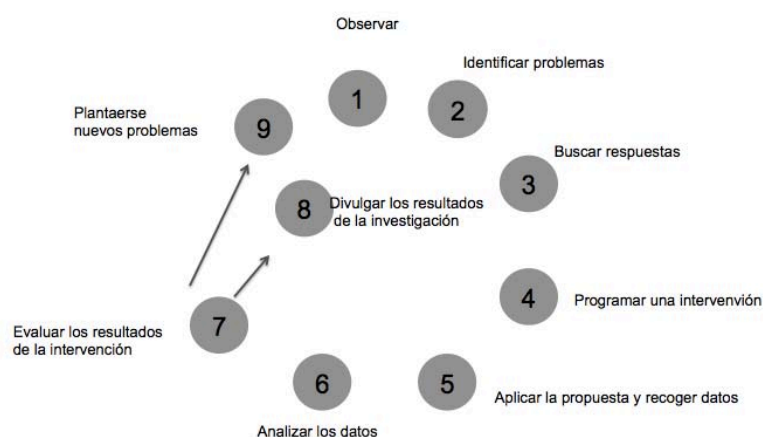 Observar
1
Identificar problemas
2
Buscar respuestas
3
Programar una intervenvión
4
Aplicar la propuesta y recoger datos
5
Analizar los datos
6
Evaluar los resultados
de la intervención
7
Divulgar los resultados
de la investigación
8
Plantaerse
nuevos problemas
9